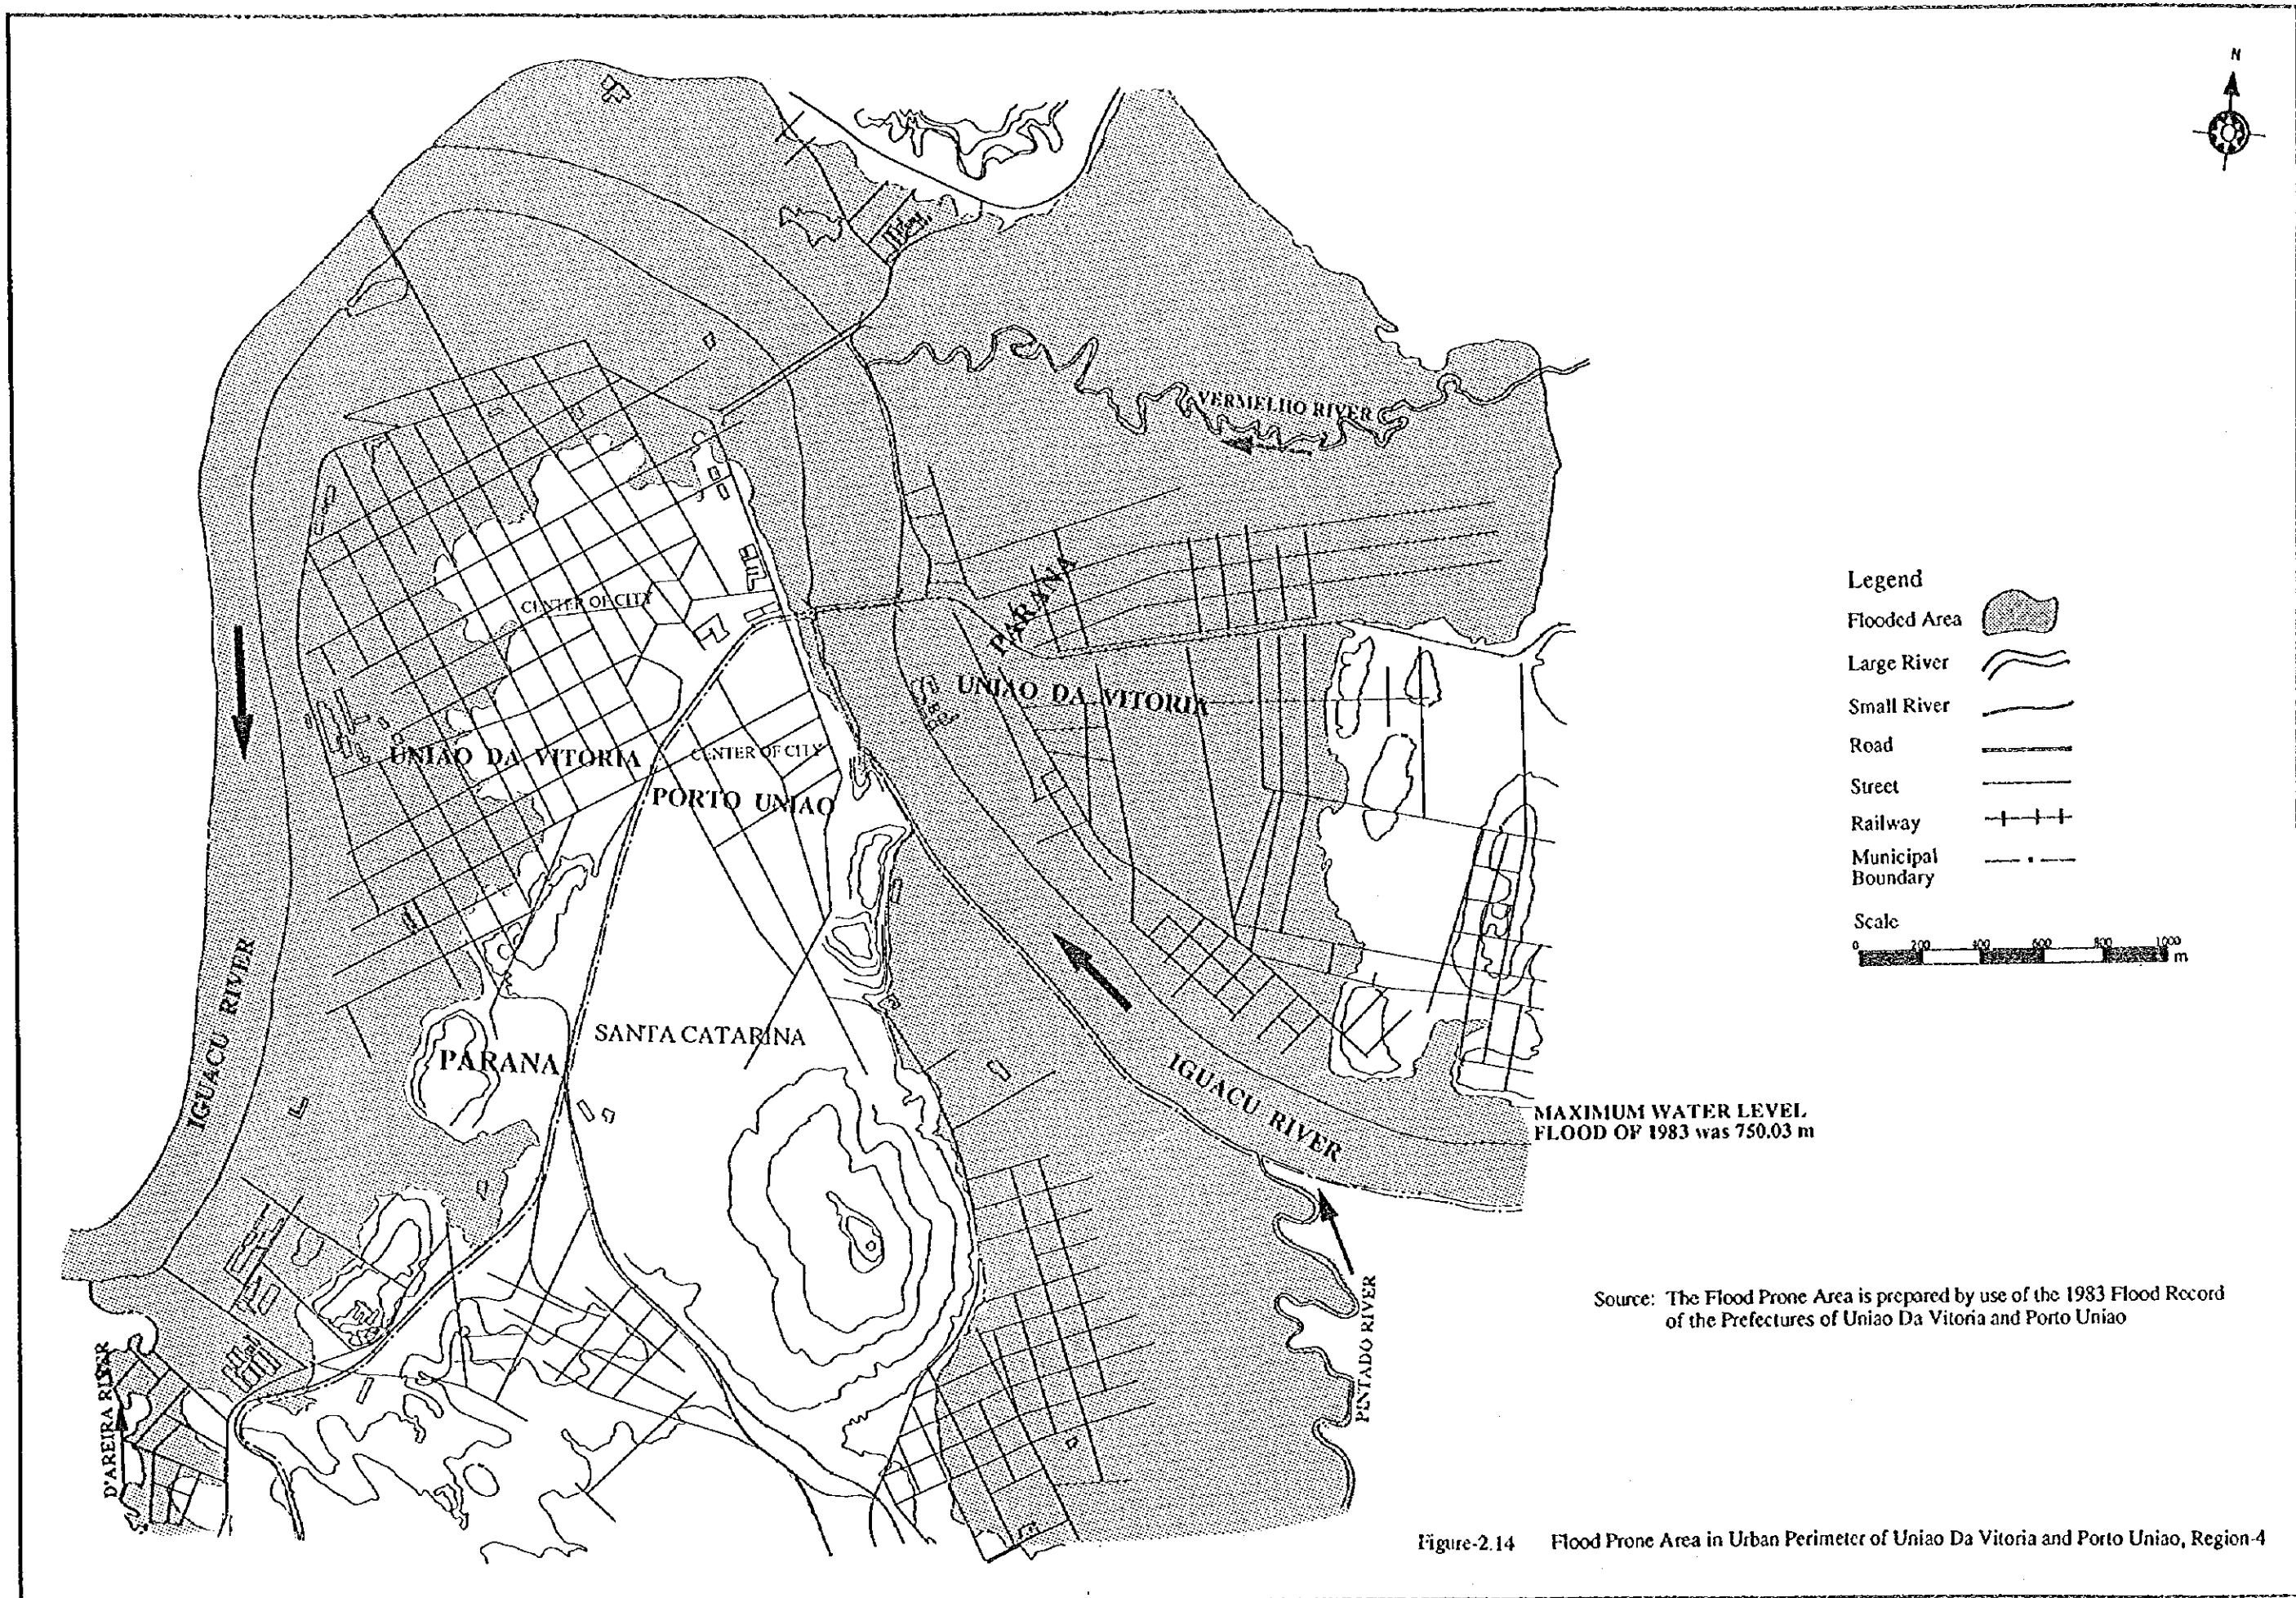 N
VERMELHO RIVER
CENTER OF CITY
PARANA
UNIAO DA VITORIA
UNIAO DA VITORIA
CENTER OF CITY
PORTO UNIAO
IGUACU RIVER
SANTA CATARINA
PARANA
IGUACU RIVER
D'AREIRA RIVER
PINTADO RIVER
MAXIMUM WATER LEVEL
FLOOD OF 1983 was 750.03 m
Legend
Flooded Area
Large River
Small River
Road
Street
Railway
Municipal
Boundary
Scale
0 200 400 600 800 1000
m
Source: The Flood Prone Area is prepared by use of the 1983 Flood Record
of the Prefectures of Uniao Da Vitoria and Porto Uniao
Figure-2.14 Flood Prone Area in Urban Perimeter of Uniao Da Vitoria and Porto Uniao, Region-4